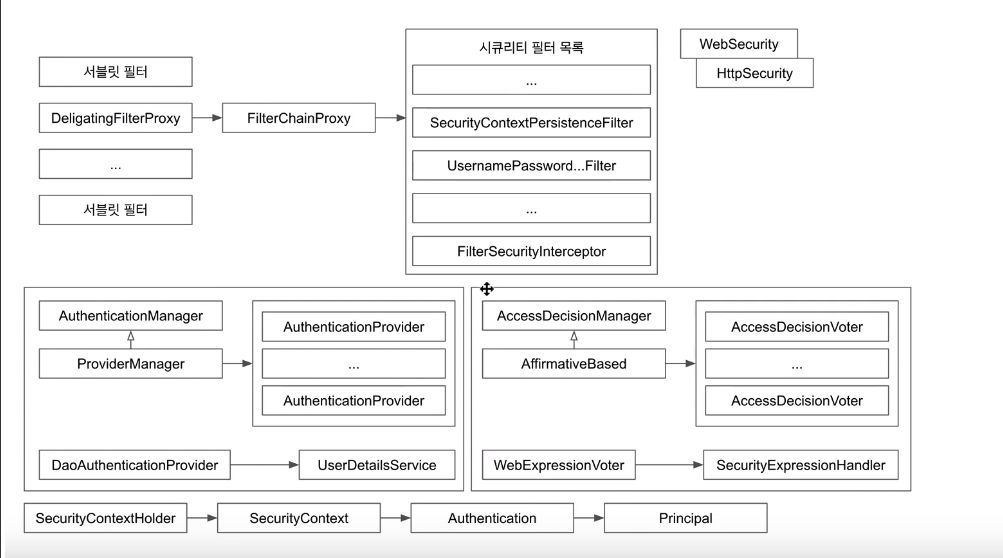 서블릿 필터
DeligatingFilterProxy
...
서블릿 필터
FilterChainProxy
시큐리티 필터 목록
...
SecurityContextPersistenceFilter
UsernamePassword...Filter
...
FilterSecurityInterceptor
WebSecurity
HttpSecurity
AuthenticationManager
ProviderManager
AuthenticationProvider
...
AuthenticationProvider
DaoAuthenticationProvider
UserDetailsService
AccessDecisionManager
AffirmativeBased
AccessDecisionVoter
...
AccessDecisionVoter
WebExpressionVoter
SecurityExpressionHandler
SecurityContextHolder
SecurityContext
Authentication
Principal